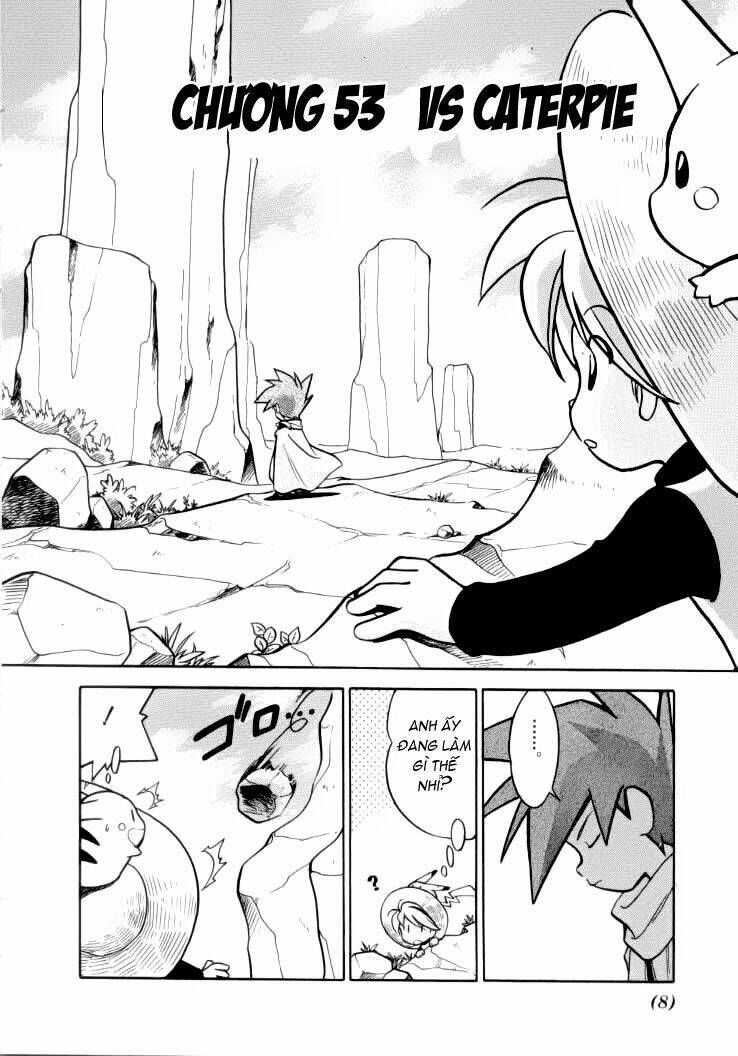 CHƯƠNG 53 VS CATERPIE
......
ANH ẤY
ĐANG LÀM
GÌ THẾ
NHỈ?
?
ゴロ...
!
(8)